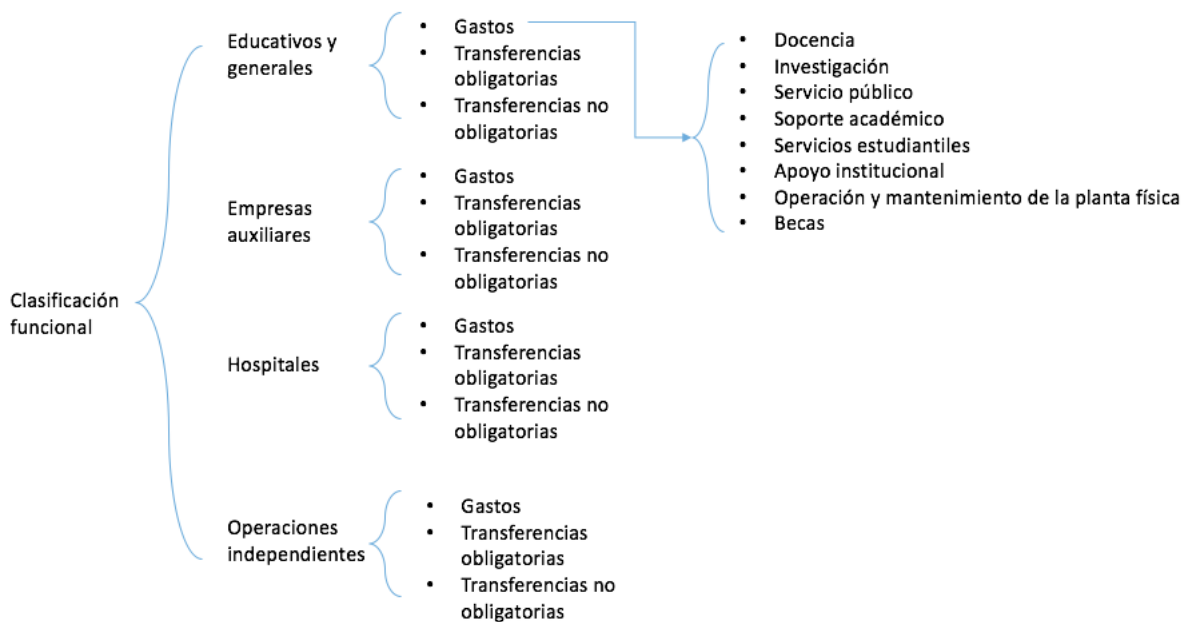 Clasificación
funcional
Educativos y
generales
• Gastos
• Transferencias
obligatorias
• Transferencias no
obligatorias
• Docencia
• Investigación
• Servicio público
• Soporte académico
• Servicios estudiantiles
• Apoyo institucional
• Operación y mantenimiento de la planta física
• Becas
Empresas
auxiliares
• Gastos
• Transferencias
obligatorias
• Transferencias no
obligatorias
Hospitales
• Gastos
• Transferencias
obligatorias
• Transferencias no
obligatorias
Operaciones
independientes
• Gastos
• Transferencias
obligatorias
• Transferencias no
obligatorias